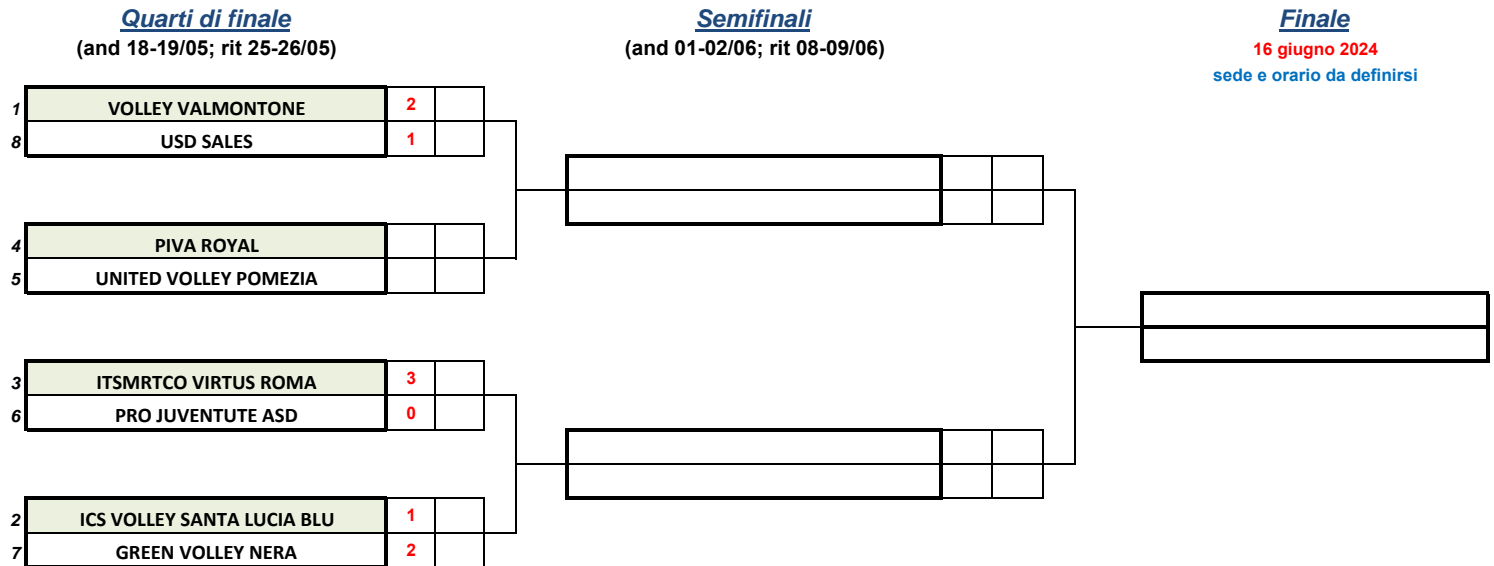 Quarti di finale
(and 18-19/05; rit 25-26/05)
Semifinali
(and 01-02/06; rit 08-09/06)
Finale
16 giugno 2024
sede e orario da definirsi
1 VOLLEY VALMONTONE 2
8 USD SALES 1
4 PIVA ROYAL
5 UNITED VOLLEY POMEZIA
3 ITSMRTCO VIRTUS ROMA 3
6 PRO JUVENTUTE ASD 0
2 ICS VOLLEY SANTA LUCIA BLU 1
7 GREEN VOLLEY NERA 2